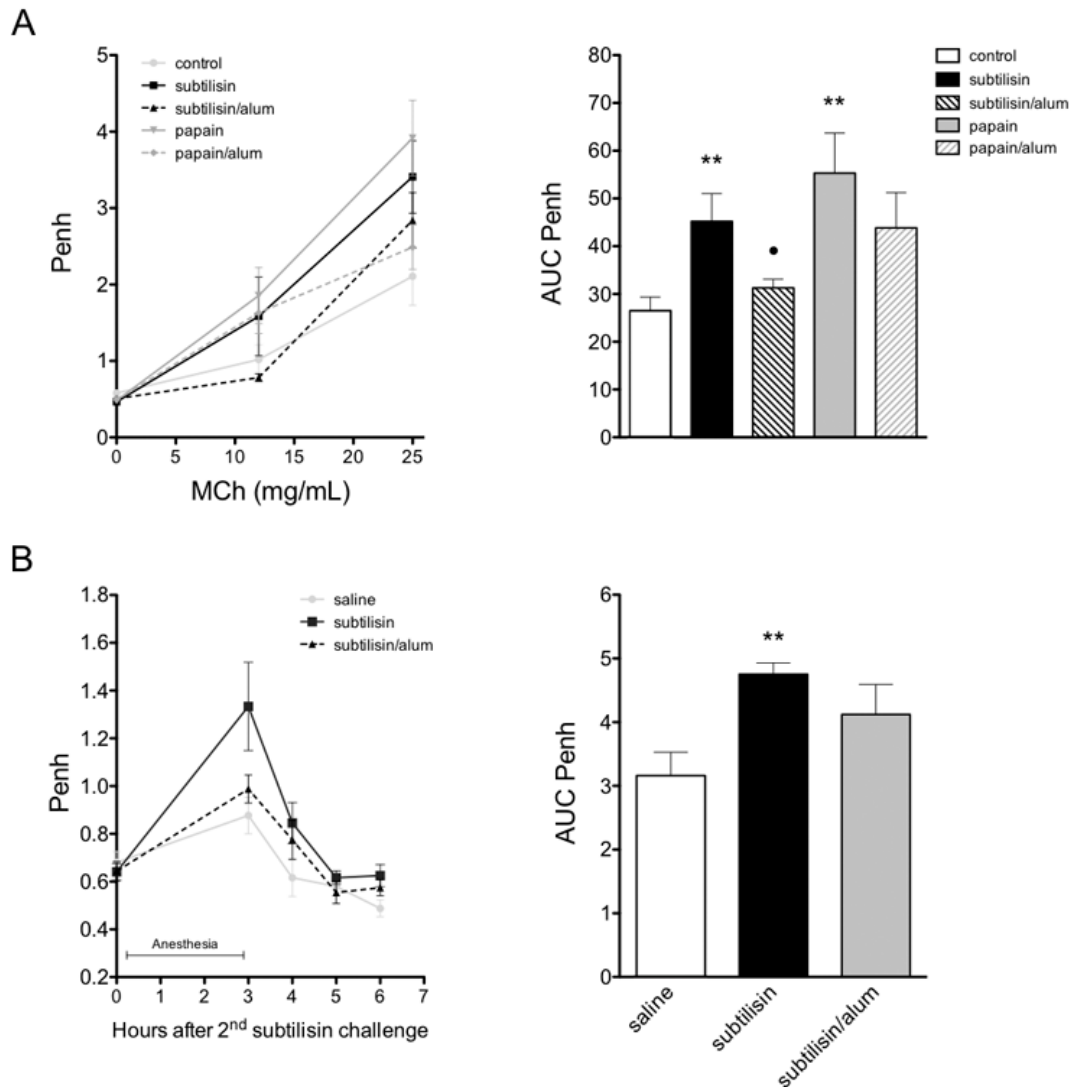 A
5
4
3
2
1
0
Penh
0
5
10
15
20
25
MCh (mg/mL)
control
subtilisin
subtilisin/alum
papain
papain/alum
80
70
60
50
40
30
20
10
0
AUC Penh
**
•
**
control
subtilisin
subtilisin/alum
papain
papain/alum
B
1.8
1.6
1.4
1.2
1.0
0.8
0.6
0.4
0.2
Penh
saline
subtilisin
subtilisin/alum
Anesthesia
0
1
2
3
4
5
6
7
Hours after 2nd subtilisin challenge
6
5
4
3
2
1
0
AUC Penh
**
saline
subtilisin
subtilisin/alum